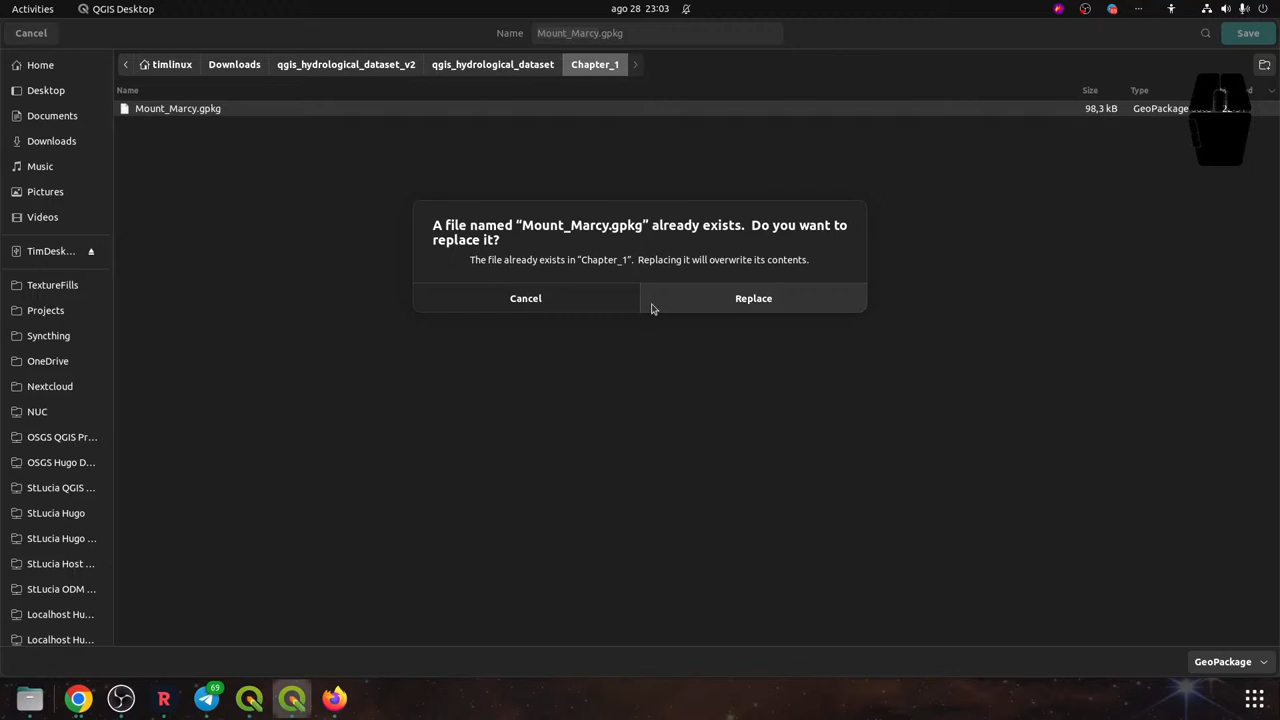 Activities
QGIS Desktop
ago 28 23:03
Cancel
Name
Mount_Marcy.gpkg
Save
Home
timlinux
Downloads
qgis_hydrological_dataset_v2
qgis_hydrological_dataset
Chapter_1
Desktop
Documents
Downloads
Music
Pictures
Videos
TimDesk...
TextureFills
Projects
Syncthing
OneDrive
Nextcloud
NUC
OSGS QGIS Pr...
OSGS Hugo D...
StLucia QGIS ...
StLucia Hugo
StLucia Hugo ...
StLucia Host ...
StLucia ODM ...
Localhost Hu...
Localhost Hu...
Name
Size
Type
Mount_Marcy.gpkg
98,3 kB
GeoPackage
A file named “Mount_Marcy.gpkg” already exists. Do you want to
replace it?
The file already exists in “Chapter_1”. Replacing it will overwrite its contents.
Cancel
Replace
GeoPackage
69